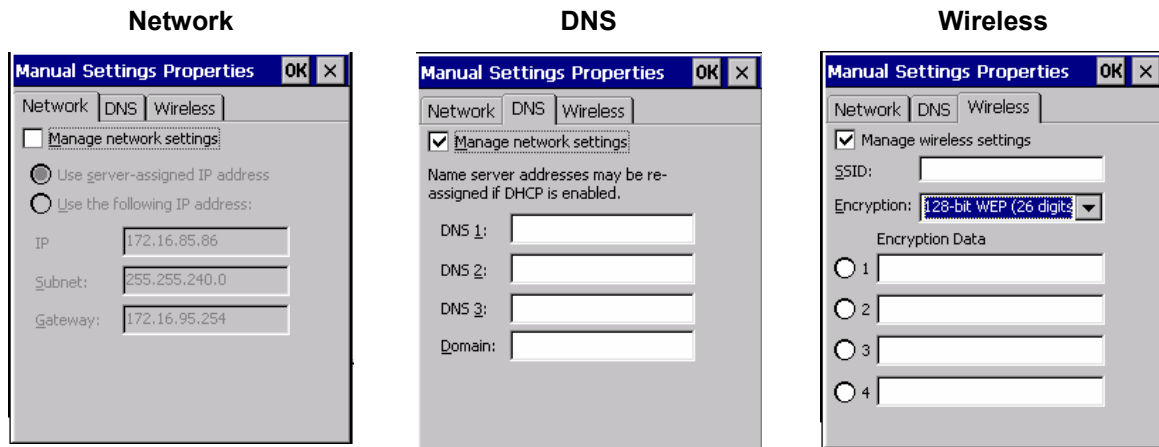 Network
DNS
Wireless
Manual Settings Properties OK ×
Network DNS Wireless
Manage network settings
Use server-assigned IP address
Use the following IP address:
IP 172.16.85.86
Subnet: 255.255.240.0
Gateway: 172.16.95.254
Manual Settings Properties OK ×
Network DNS Wireless
Manage network settings
Name server addresses may be re-
assigned if DHCP is enabled.
DNS 1:
DNS 2:
DNS 3:
Domain:
Manual Settings Properties OK ×
Network DNS Wireless
Manage wireless settings
SSID:
Encryption: 128-bit WEP (26 digits
Encryption Data
1
2
3
4